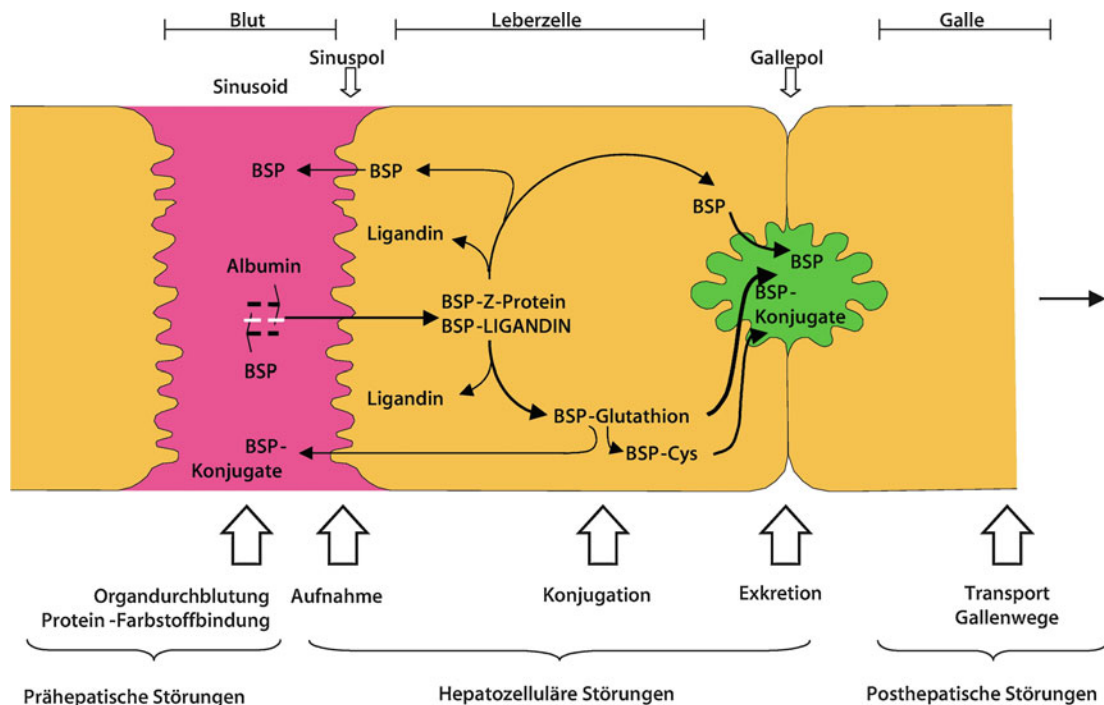 Blut
Leberzelle
Galle
Sinuspol
Gallepol
Sinusoid
BSP
BSP
BSP
Ligandin
BSP
Albumin
BSP-Z-Protein
BSP-LIGANDIN
BSP-
Konjugate
BSP
Ligandin
BSP-Glutathion
BSP-
Konjugate
BSP-Cys
Organdurchblutung
Protein -Farbstoffbindung
Aufnahme
Konjugation
Exkretion
Transport
Gallenwege
Prähepatische Störungen
Hepatozelluläre Störungen
Posthepatische Störungen